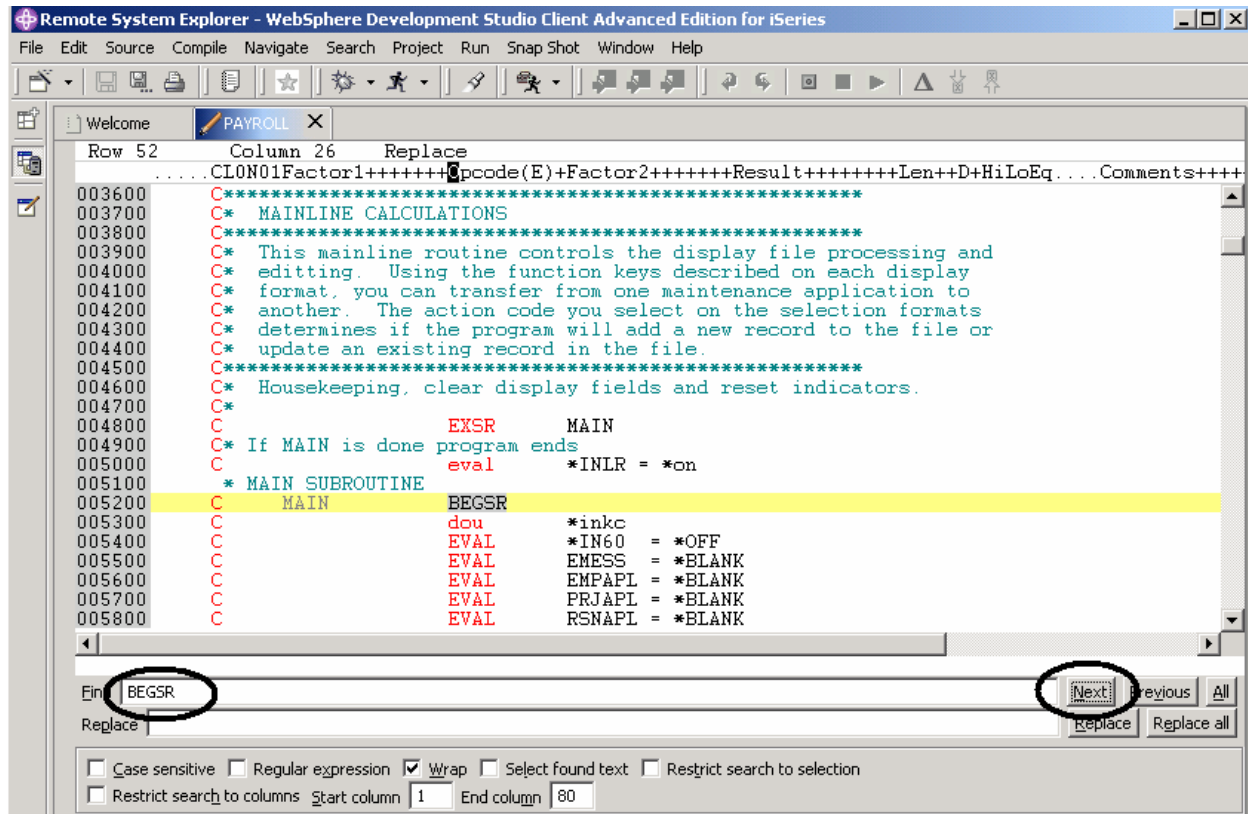 Remote System Explorer - WebSphere Development Studio Client Advanced Edition for iSeries
File Edit Source Compile Navigate Search Project Run Snap Shot Window Help
Welcome PAYROLL
Row 52 Column 26 Replace
.....CL0N01Factor1+++++++Opcode(E)+Factor2+++++++Result++++++++Len++D+HiLoEq....Comments++++
003600 C******************************************************
003700 C* MAINLINE CALCULATIONS
003800 C******************************************************
003900 C* This mainline routine controls the display file processing and
004000 C* editting. Using the function keys described on each display
004100 C* format, you can transfer from one maintenance application to
004200 C* another. The action code you select on the selection formats
004300 C* determines if the program will add a new record to the file or
004400 C* update an existing record in the file.
004500 C******************************************************
004600 C* Housekeeping, clear display fields and reset indicators.
004700 C*
004800 C EXSR MAIN
004900 C* If MAIN is done program ends
005000 C eval *INLR = *on
005100 * MAIN SUBROUTINE
005200 C MAIN BEGSR
005300 C dou *inkc
005400 C EVAL *IN60 = *OFF
005500 C EVAL EMESS = *BLANK
005600 C EVAL EMPAPL = *BLANK
005700 C EVAL PRJAPL = *BLANK
005800 C EVAL RSNAPL = *BLANK
Find BEGSR Next Previous All
Replace Replace Replace all
Case sensitive Regular expression Wrap Select found text Restrict search to selection
Restrict search to columns Start column 1 End column 80